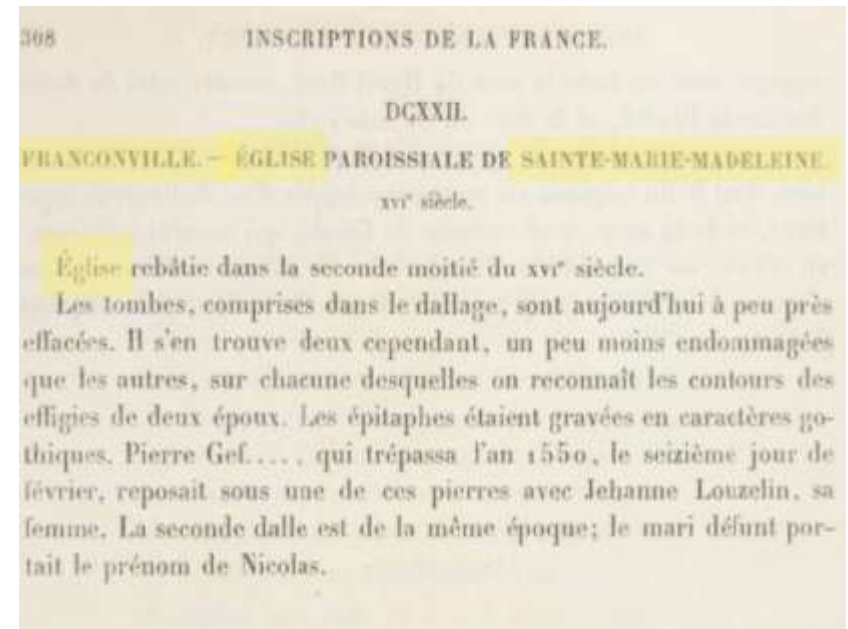 308 INSCRIPTIONS DE LA FRANCE.
DCXXII.
FRANCONVILLE. — ÉGLISE PAROISSIALE DE SAINTE-MARIE-MADELEINE.
XVIᵉ siècle.
Église rebâtie dans la seconde moitié du XVIᵉ siècle.
Les tombes, comprises dans le dallage, sont aujourd'hui à peu près
effacées. Il s'en trouve deux cependant, un peu moins endommagées
que les autres, sur chacune desquelles on reconnaît les contours des
effigies de deux époux. Les épitaphes étaient gravées en caractères go-
thiques. Pierre Gef....., qui trépassa l'an 1550, le seizième jour de
février, reposait sous une de ces pierres avec Jehanne Louzelin, sa
femme. La seconde dalle est de la même époque; le mari défunt por-
tait le prénom de Nicolas.